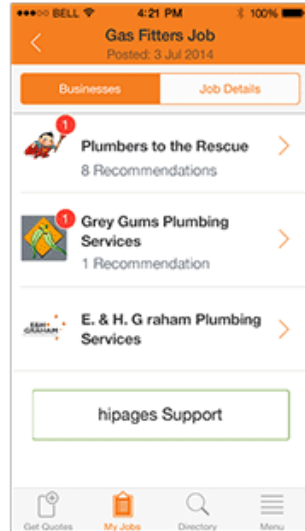 BELL 4:21 PM 100%
Gas Fitters Job
Posted: 3 Jul 2014
Businesses Job Details
1
Plumbers to the Rescue
8 Recommendations
1
Grey Gums Plumbing
Services
1 Recommendation
E&H
GRAHAM
E. & H. G raham Plumbing
Services
hipages Support
Get Quotes My Jobs Directory Menu